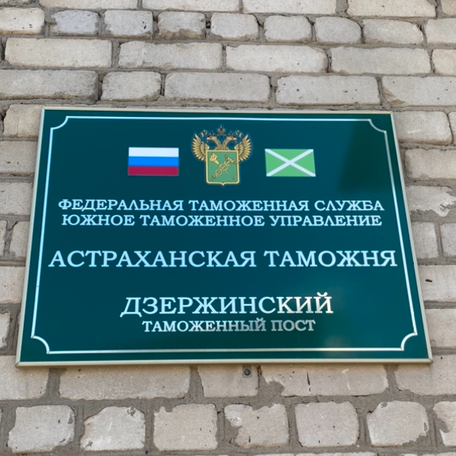 ФЕДЕРАЛЬНАЯ ТАМОЖЕННАЯ СЛУЖБА
ЮЖНОЕ ТАМОЖЕННОЕ УПРАВЛЕНИЕ
АСТРАХАНСКАЯ ТАМОЖНЯ
ДЗЕРЖИНСКИЙ
ТАМОЖЕННЫЙ ПОСТ